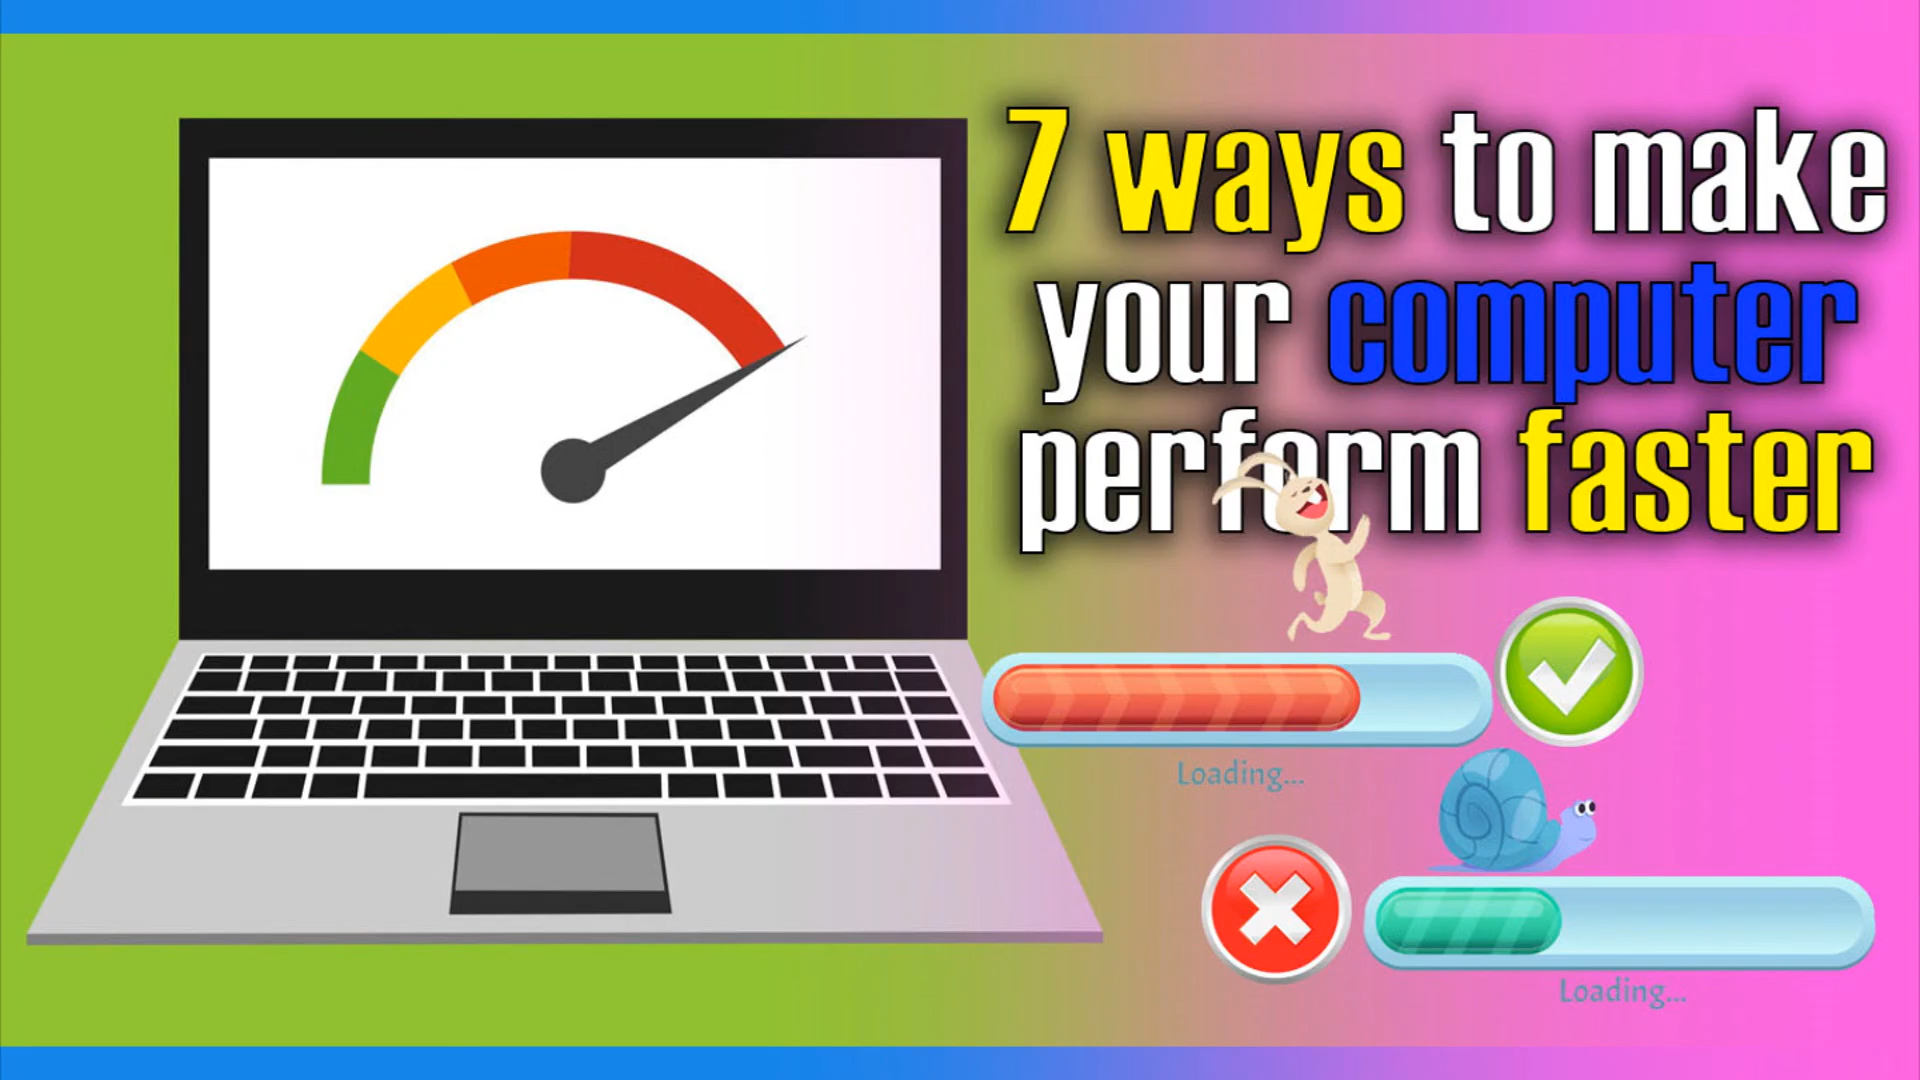 7 ways to make
your computer
perform faster
Loading...
Loading...